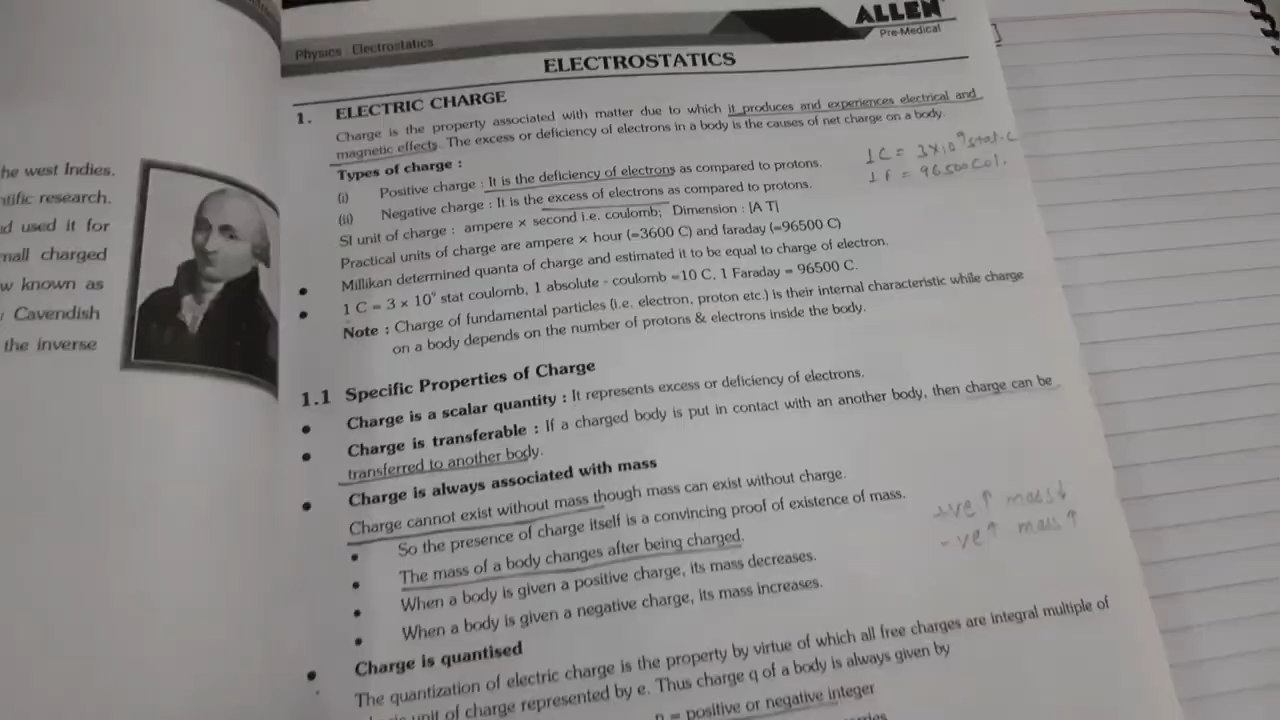 he west Indies.
ntific research.
d used it for
mall charged
w known as
Cavendish
the inverse
Physics : Electrostatics
ALLEN
Pre-Medical
ELECTROSTATICS
1. ELECTRIC CHARGE
Charge is the property associated with matter due to which it produces and experiences electrical and
magnetic effects. The excess or deficiency of electrons in a body is the causes of net charge on a body.
Types of charge :
(i) Positive charge : It is the deficiency of electrons as compared to protons.
(ii) Negative charge : It is the excess of electrons as compared to protons.
1C = 3×10⁹ stat.C
1F = 96500 Col.
SI unit of charge : ampere × second i.e. coulomb; Dimension : [A T]
Practical units of charge are ampere × hour (=3600 C) and faraday (=96500 C)
• Millikan determined quanta of charge and estimated it to be equal to charge of electron.
• 1 C = 3 × 10⁹ stat coulomb, 1 absolute - coulomb =10 C, 1 Faraday = 96500 C.
Note : Charge of fundamental particles (i.e. electron, proton etc.) is their internal characteristic while charge
on a body depends on the number of protons & electrons inside the body.
1.1 Specific Properties of Charge
• Charge is a scalar quantity : It represents excess or deficiency of electrons.
• Charge is transferable : If a charged body is put in contact with an another body, then charge can be
transferred to another body.
• Charge is always associated with mass
Charge cannot exist without mass though mass can exist without charge.
• So the presence of charge itself is a convincing proof of existence of mass.
• The mass of a body changes after being charged.
• When a body is given a positive charge, its mass decreases.
• When a body is given a negative charge, its mass increases.
+ve ↑ mass ↓
-ve ↑ mass ↑
• Charge is quantised
The quantization of electric charge is the property by virtue of which all free charges are integral multiple of
unit of charge represented by e. Thus charge q of a body is always given by
n = positive or negative integer